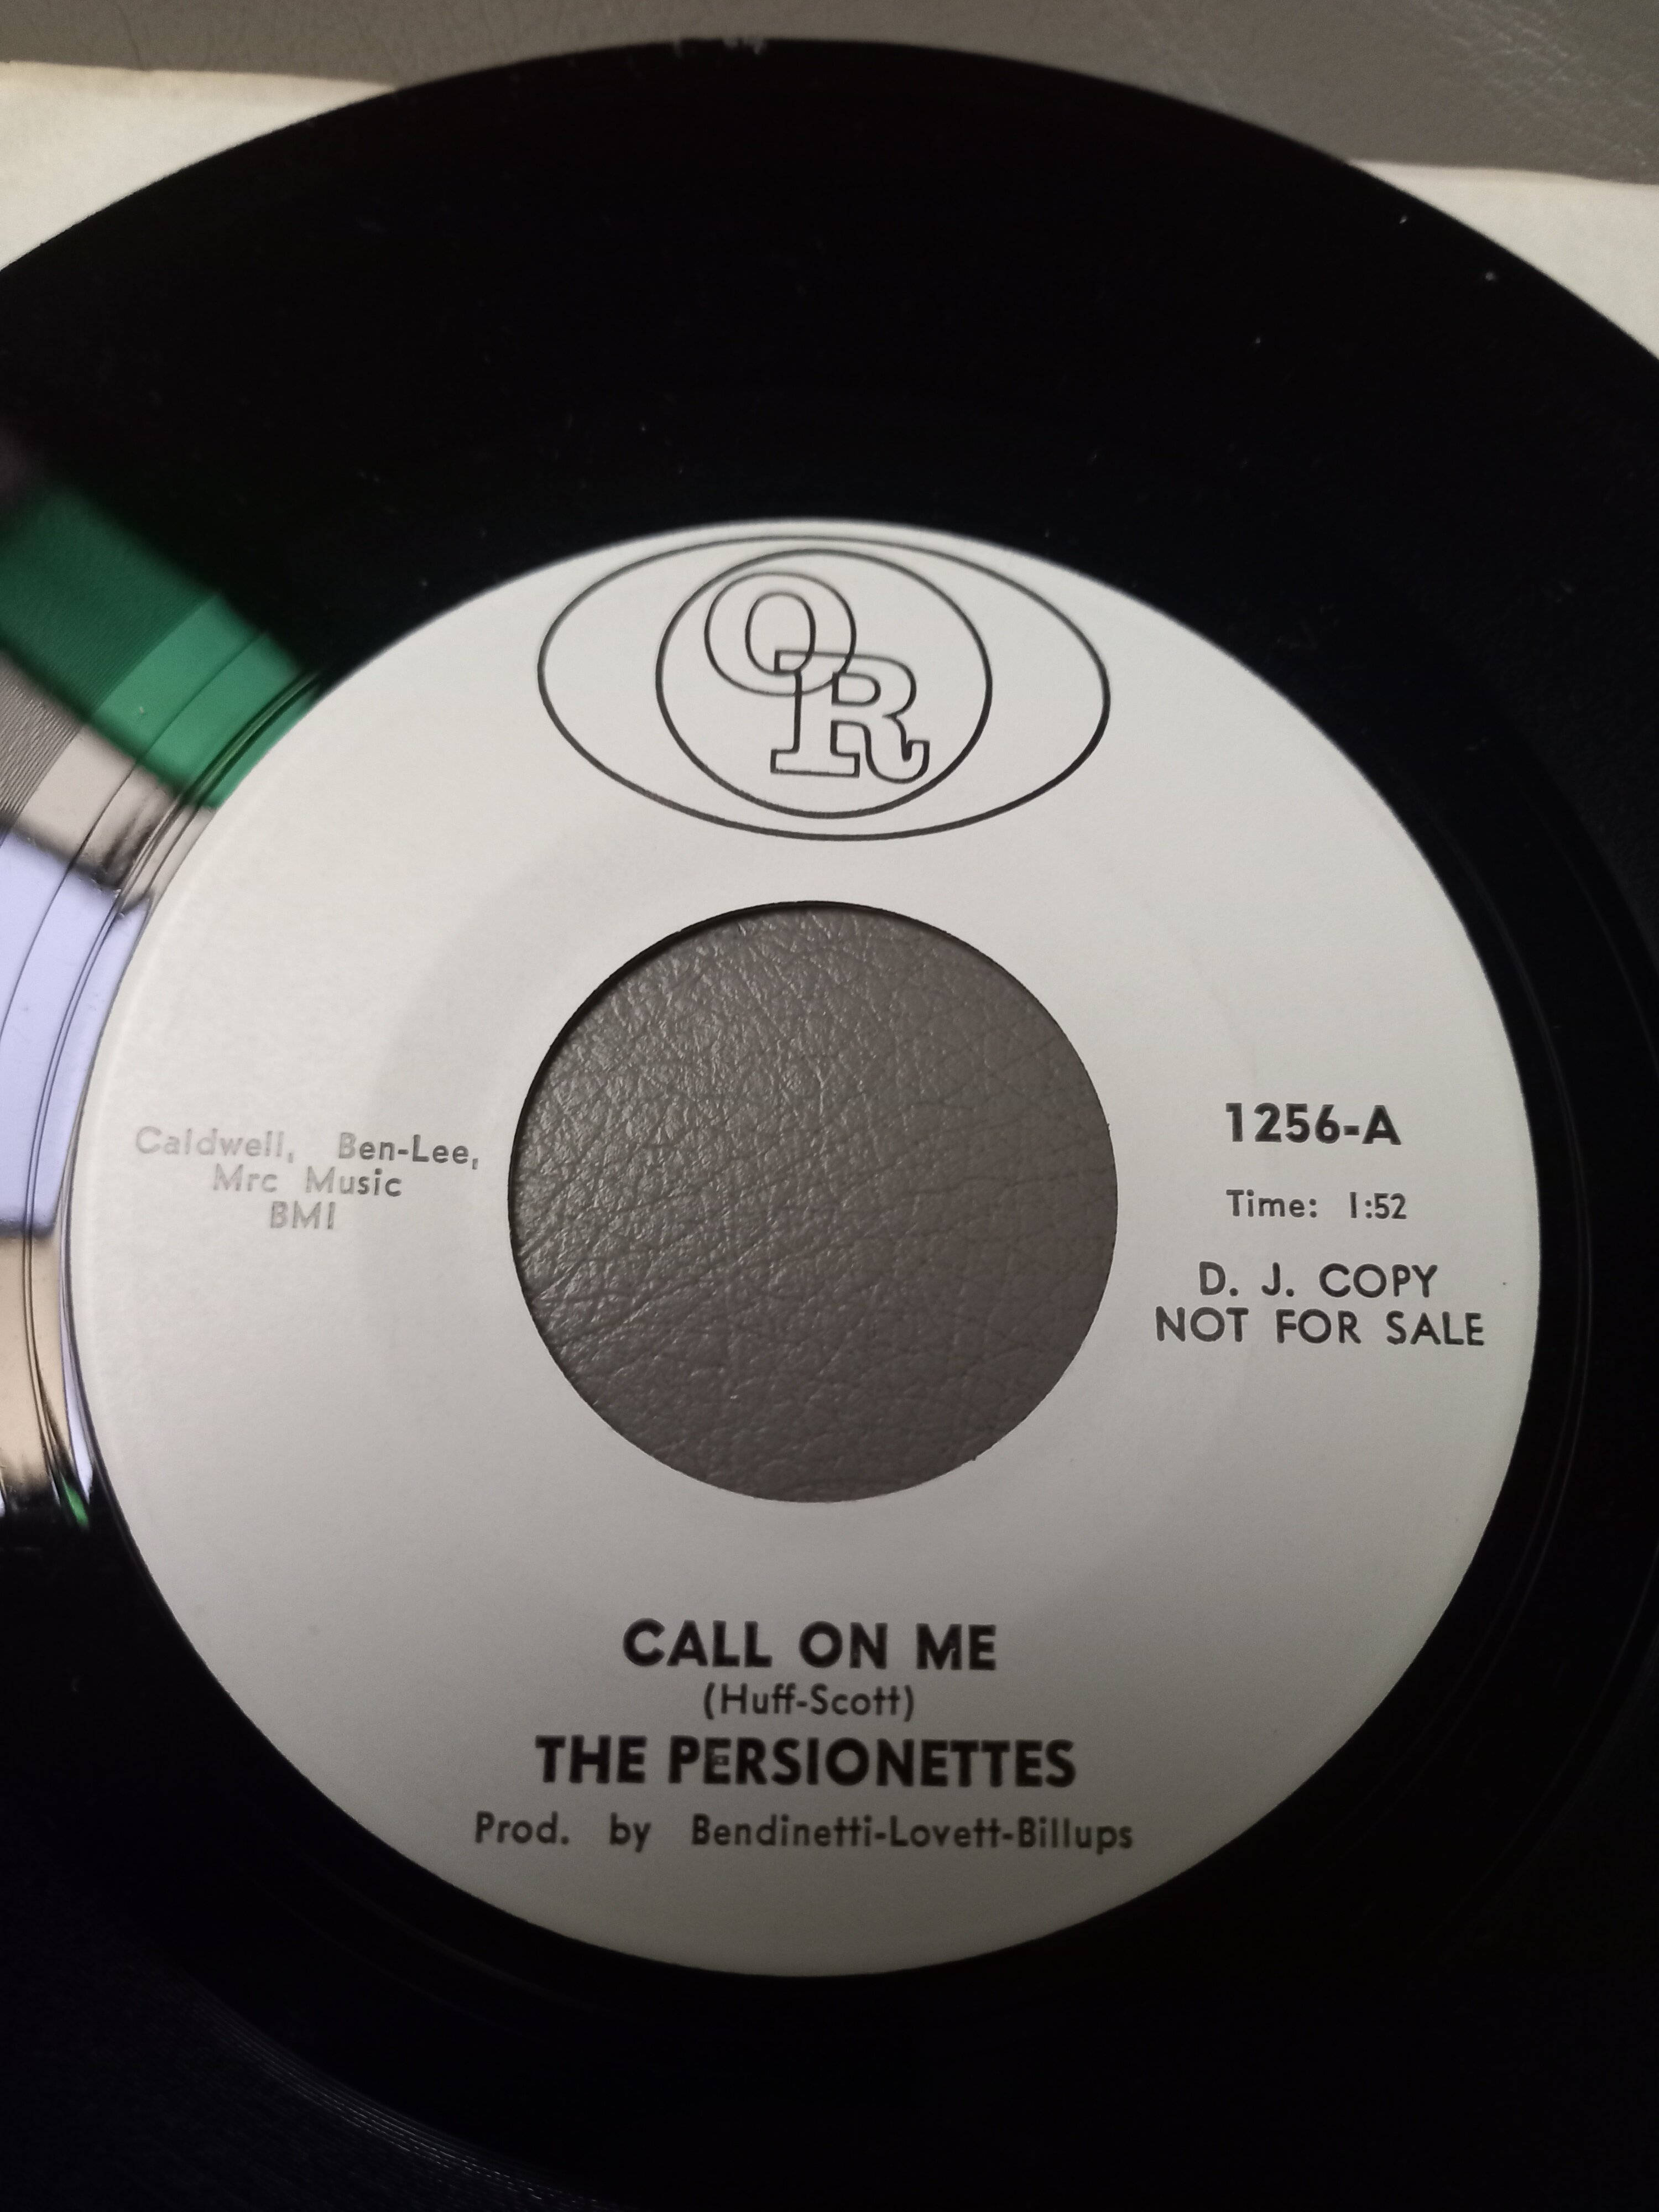 OR
Caldwell, Ben-Lee,
Mrc Music
BMI
1256-A
Time: 1:52
D. J. COPY
NOT FOR SALE
CALL ON ME
(Huff-Scott)
THE PERSIONETTES
Prod. by Bendinetti-Lovett-Billups